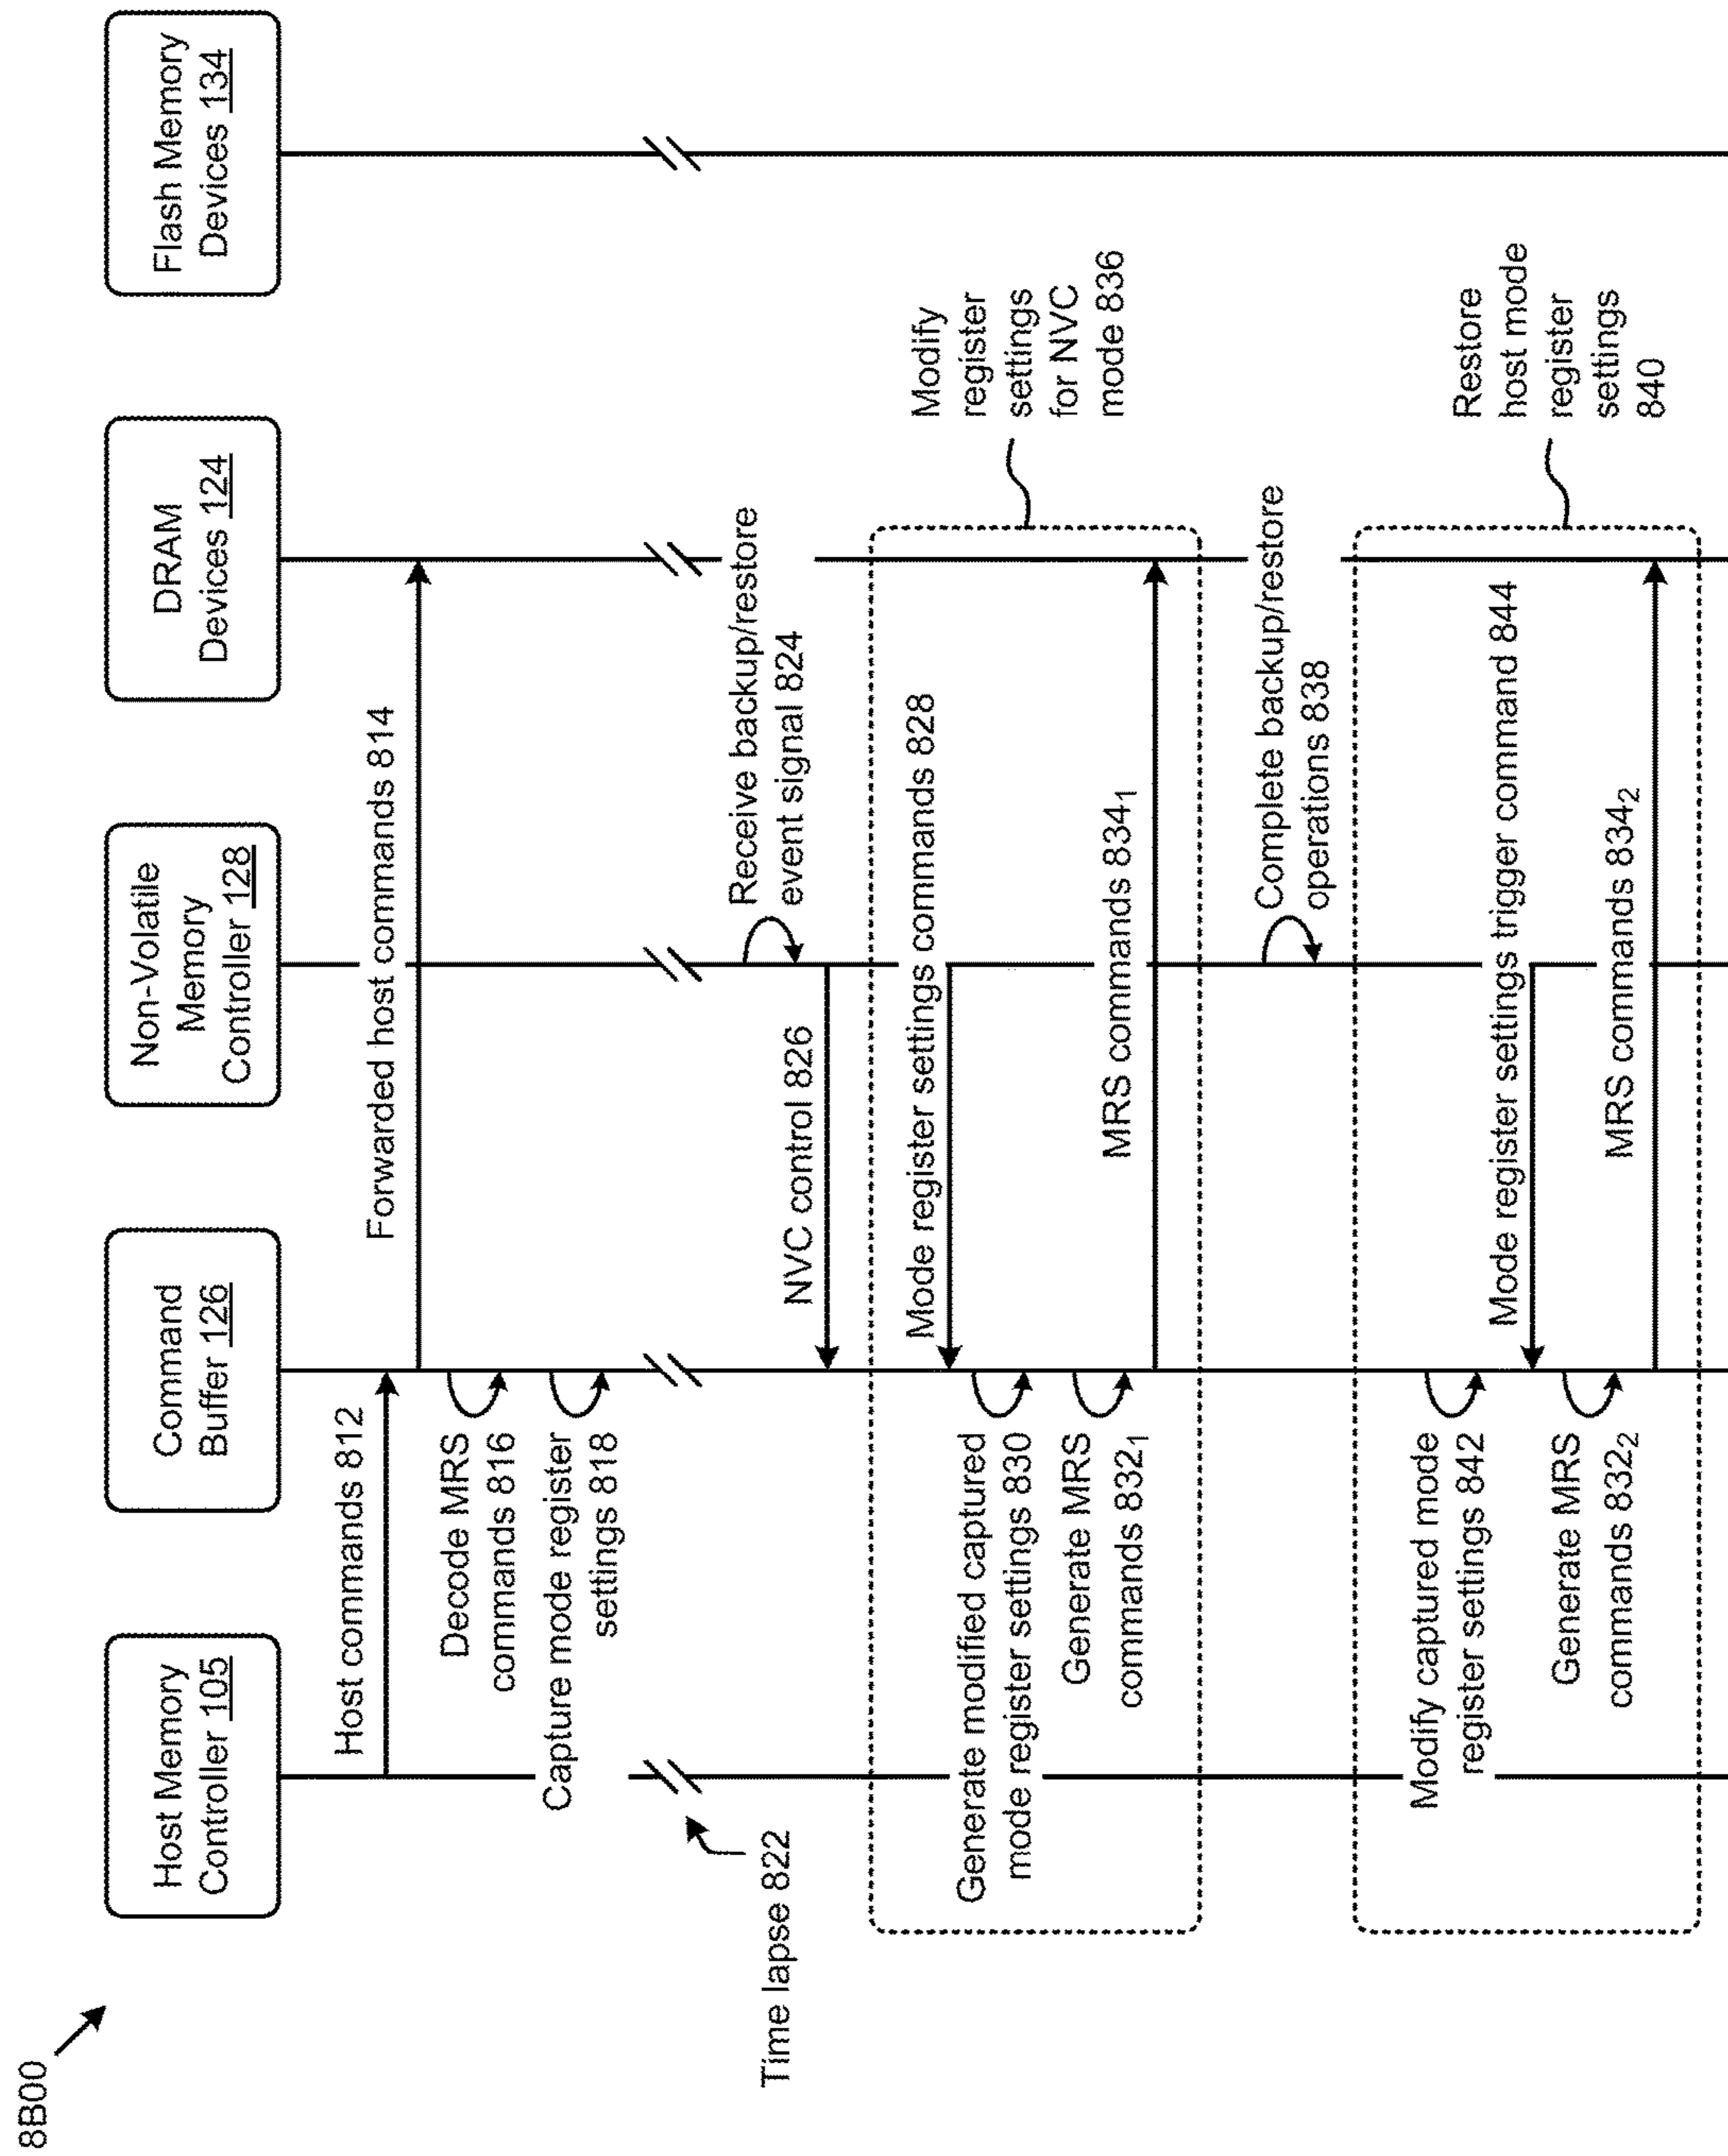 8B00
Host Memory
Controller 105
Command
Buffer 126
Non-Volatile
Memory
Controller 128
DRAM
Devices 124
Flash Memory
Devices 134
Host commands 812
Forwarded host commands 814
Decode MRS
commands 816
Capture mode register
settings 818
Time lapse 822
Receive backup/restore
event signal 824
NVC control 826
Mode register settings commands 828
Generate modified captured
mode register settings 830
Generate MRS
commands 832₁
MRS commands 834₁
Modify
register
settings
for NVC
mode 836
Complete backup/restore
operations 838
Restore
host mode
register
settings
840
Modify captured mode
register settings 842
Mode register settings trigger command 844
Generate MRS
commands 832₂
MRS commands 834₂